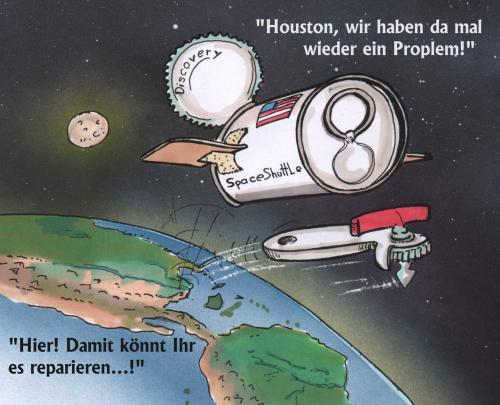 "Houston, wir haben da mal
wieder ein Proplem!"
Discovery
SpaceShuttLe
"Hier! Damit könnt Ihr
es reparieren...!"